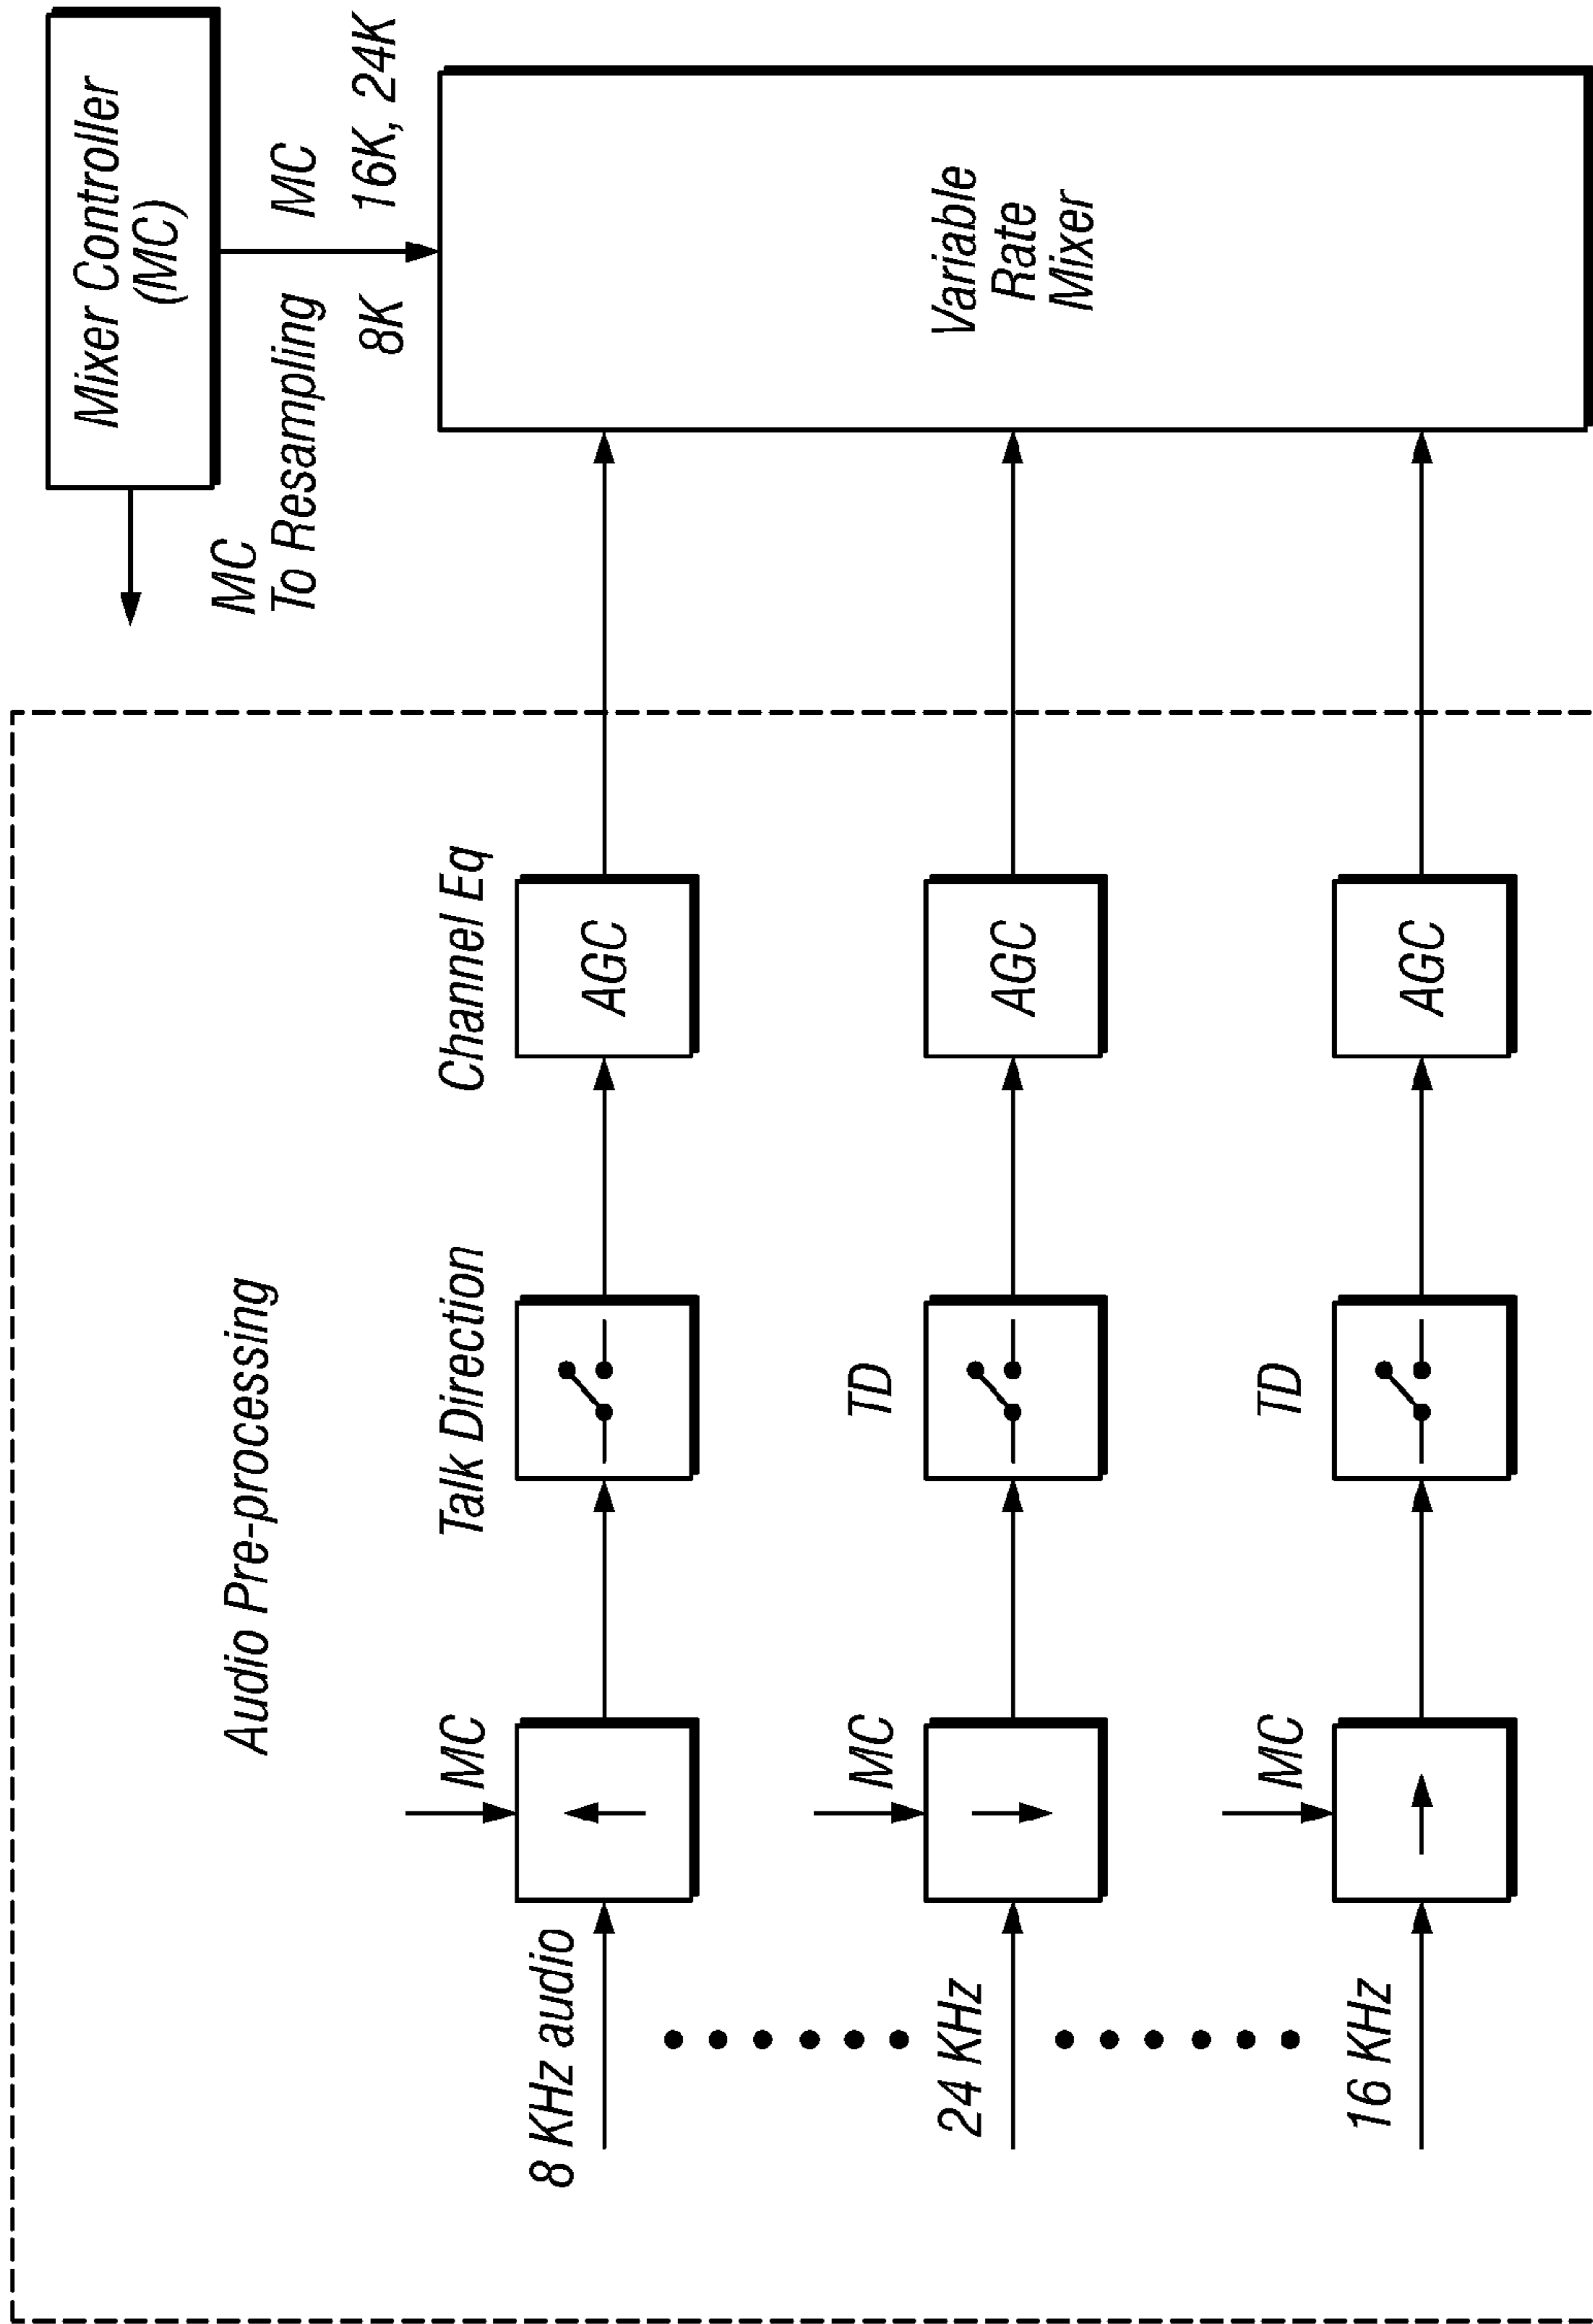 Mixer Controller
(MC)
Audio Pre-processing
MC
To Resampling
MC
8K
16K, 24K
MC
Talk Direction
Channel Eq
8 KHz audio
AGC
MC
TD
24 KHz
AGC
Variable
Rate
Mixer
MC
TD
16 KHz
AGC